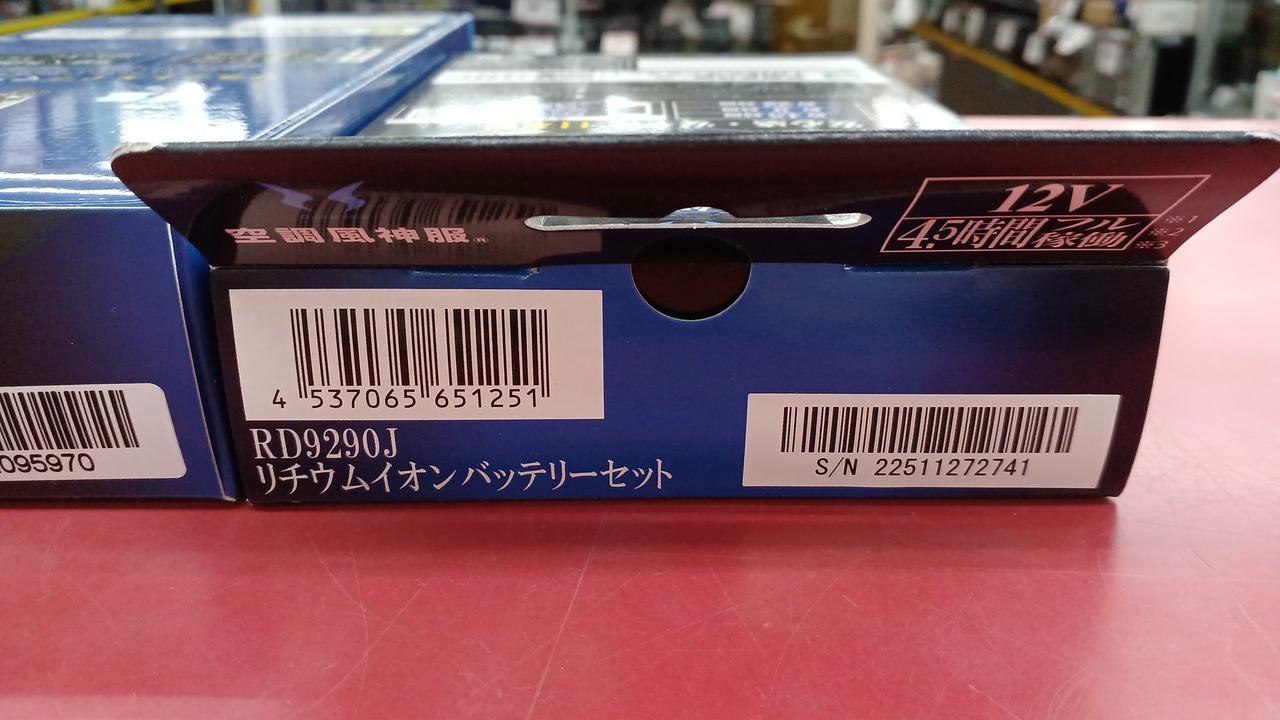 空調風神服®
12V
4.5時間フル稼働
※1
※2
※3
4 537065 651251
RD9290J
リチウムイオンバッテリーセット
S/N 22511272741
095970